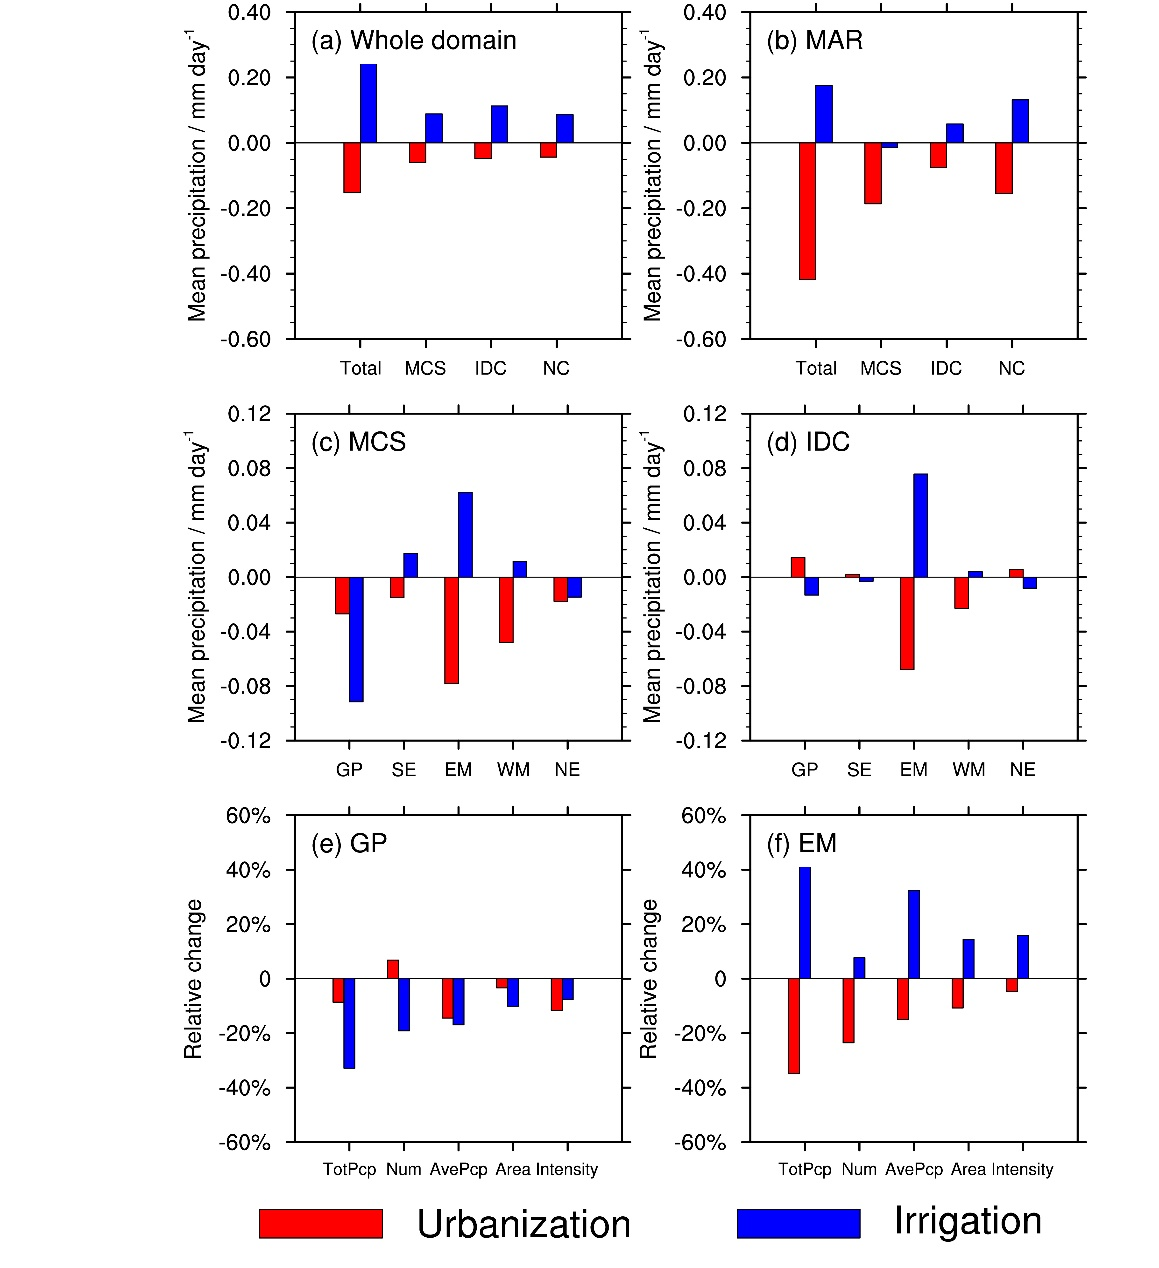 (a) Whole domain
Mean precipitation / mm day-1
0.40
0.20
0.00
-0.20
-0.40
-0.60
Total MCS IDC NC
(b) MAR
Mean precipitation / mm day-1
0.40
0.20
0.00
-0.20
-0.40
-0.60
Total MCS IDC NC
(c) MCS
Mean precipitation / mm day-1
0.12
0.08
0.04
0.00
-0.04
-0.08
-0.12
GP SE EM WM NE
(d) IDC
Mean precipitation / mm day-1
0.12
0.08
0.04
0.00
-0.04
-0.08
-0.12
GP SE EM WM NE
(e) GP
Relative change
60%
40%
20%
0
-20%
-40%
-60%
TotPcp Num AvePcp Area Intensity
(f) EM
Relative change
60%
40%
20%
0
-20%
-40%
-60%
TotPcp Num AvePcp Area Intensity
Urbanization
Irrigation